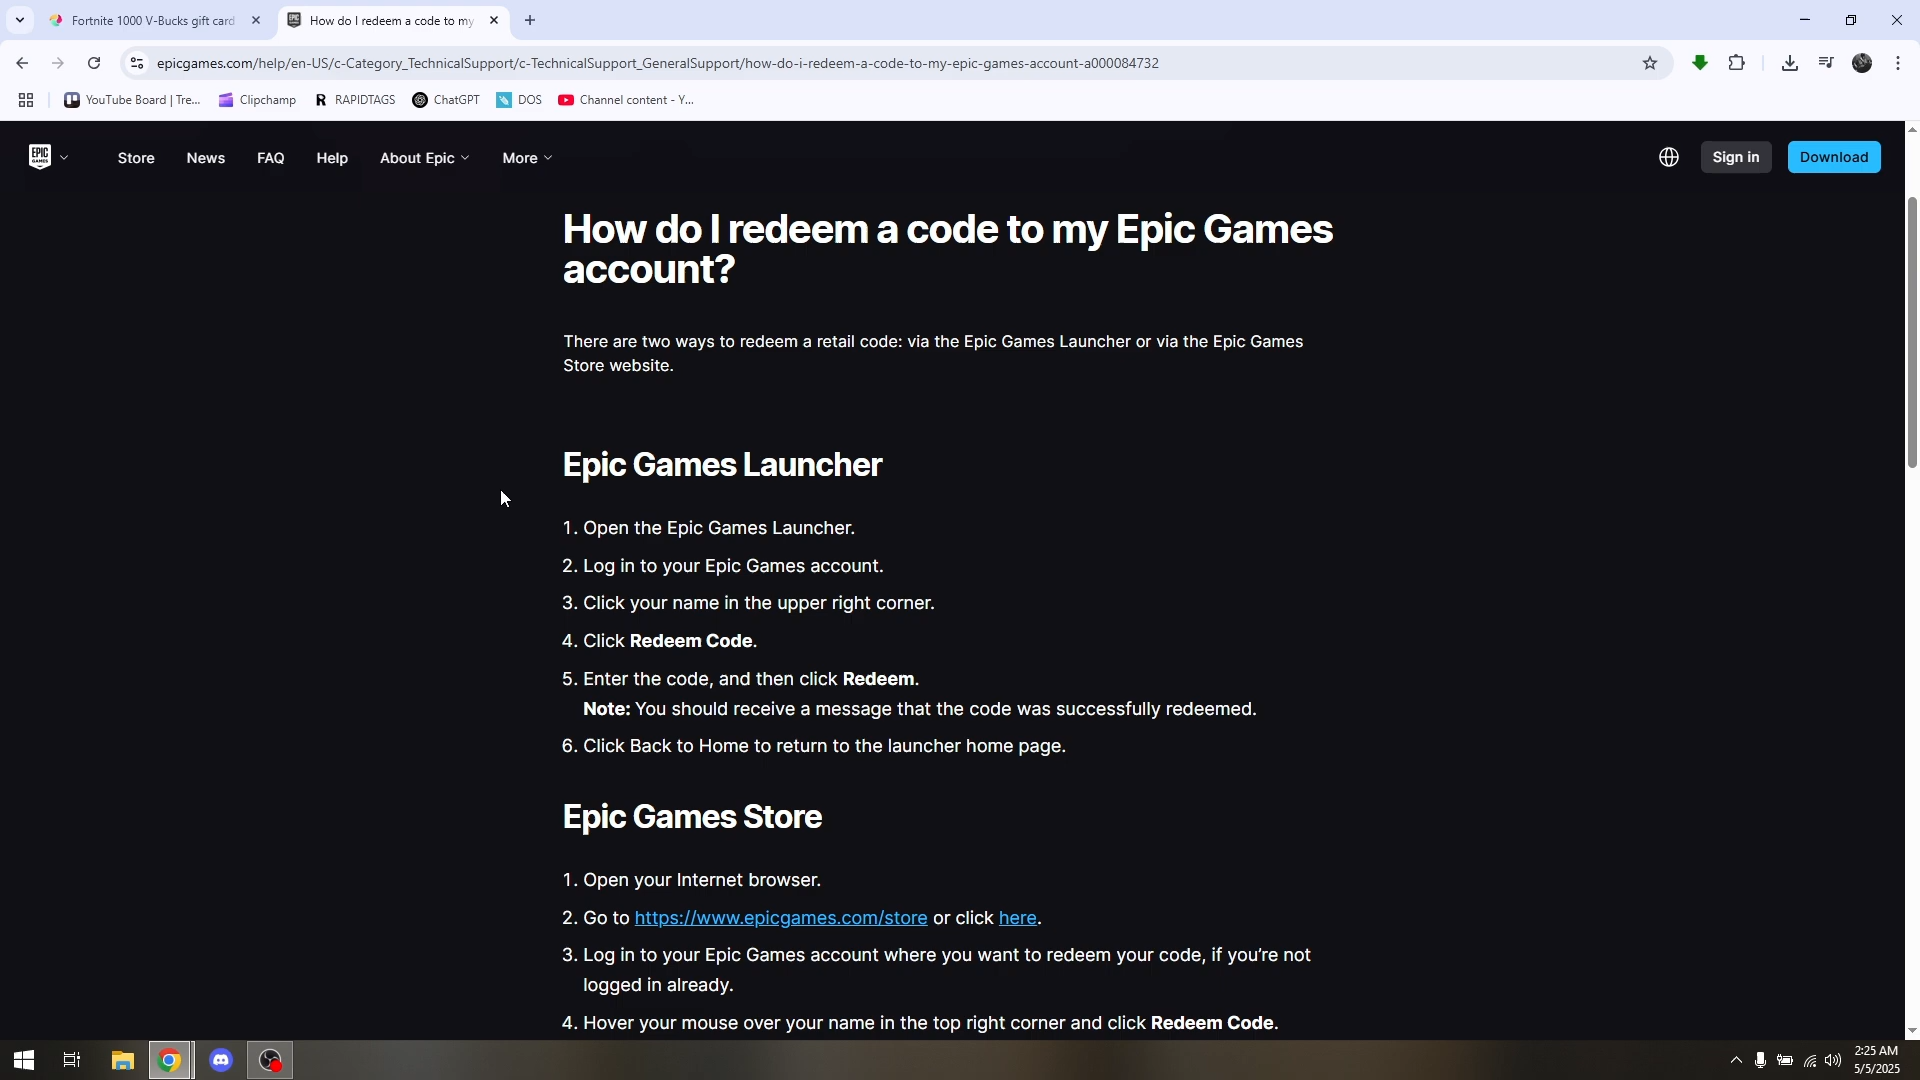 Fortnite 1000 V-Bucks gift card
How do I redeem a code to my
epicgames.com/help/en-US/c-Category_TechnicalSupport/c-TechnicalSupport_GeneralSupport/how-do-i-redeem-a-code-to-my-epic-games-account-a000084732
YouTube Board | Tre...
Clipchamp
R RAPIDTAGS
ChatGPT
DOS
Channel content - Y...
EPIC GAMES
Store
News
FAQ
Help
About Epic
More
Sign in
Download
How do I redeem a code to my Epic Games
account?
There are two ways to redeem a retail code: via the Epic Games Launcher or via the Epic Games
Store website.
Epic Games Launcher
1. Open the Epic Games Launcher.
2. Log in to your Epic Games account.
3. Click your name in the upper right corner.
4. Click Redeem Code.
5. Enter the code, and then click Redeem.
Note: You should receive a message that the code was successfully redeemed.
6. Click Back to Home to return to the launcher home page.
Epic Games Store
1. Open your Internet browser.
2. Go to https://www.epicgames.com/store or click here.
3. Log in to your Epic Games account where you want to redeem your code, if you’re not
logged in already.
4. Hover your mouse over your name in the top right corner and click Redeem Code.
2:25 AM
5/5/2025